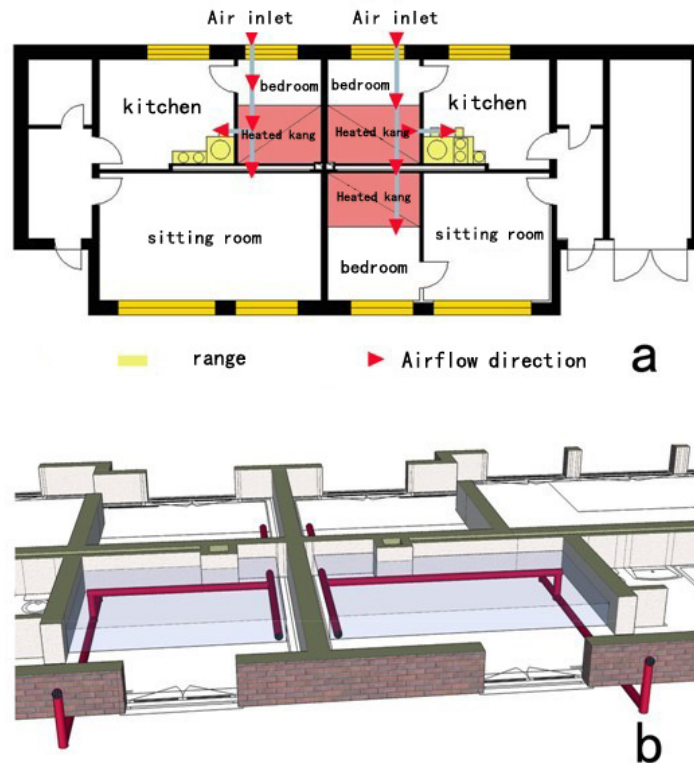 Air inlet
Air inlet
bedroom
bedroom
kitchen
kitchen
Heated kang
Heated kang
Heated kang
sitting room
sitting room
bedroom
range
Airflow direction
a
b